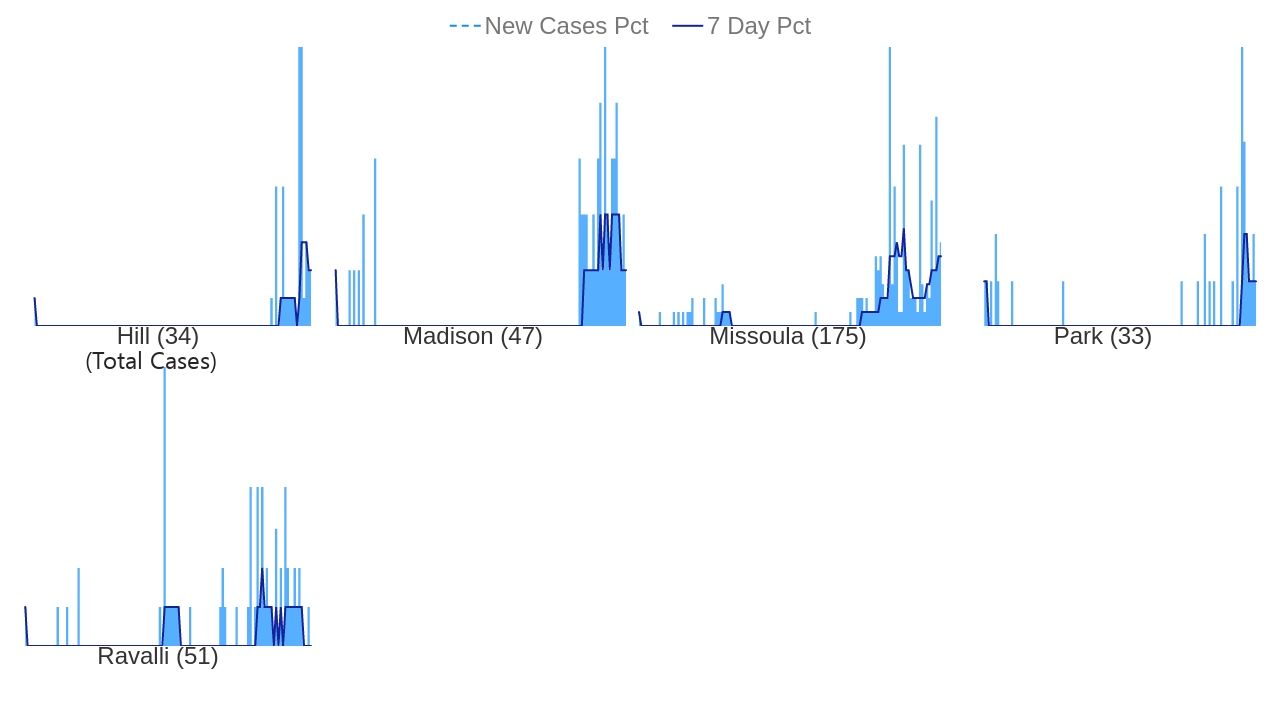 New Cases Pct 7 Day Pct
Hill (34) Madison (47) Missoula (175) Park (33)
(Total Cases)
Ravalli (51)